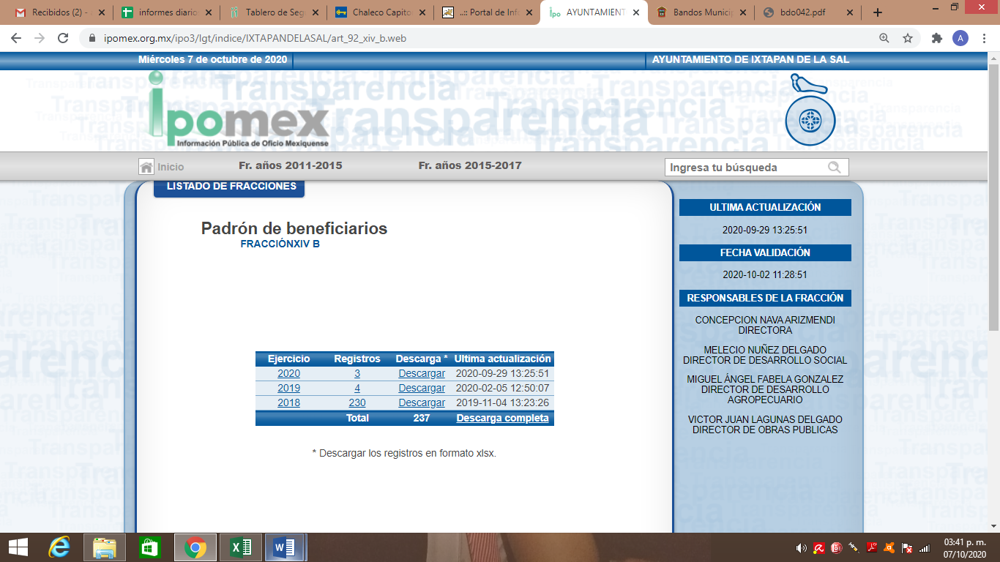 Recibidos (2) -
informes diario
Tablero de Seg
Chaleco Capito
..:: Portal de Inf
AYUNTAMIENT
Bandos Munici
bdo042.pdf
ipomex.org.mx/ipo3/lgt/indice/IXTAPANDELASAL/art_92_xiv_b.web
A
Miércoles 7 de octubre de 2020
AYUNTAMIENTO DE IXTAPAN DE LA SAL
Transparencia
ipomex
Información Pública de Oficio Mexiquense
Inicio
Fr. años 2011-2015
Fr. años 2015-2017
Ingresa tu búsqueda
LISTADO DE FRACCIONES
Padrón de beneficiarios
FRACCIÓNXIV B
Ejercicio Registros Descarga * Ultima actualización
2020 3 Descargar 2020-09-29 13:25:51
2019 4 Descargar 2020-02-05 12:50:07
2018 230 Descargar 2019-11-04 13:23:26
Total 237 Descarga completa
* Descargar los registros en formato xlsx.
ULTIMA ACTUALIZACIÓN
2020-09-29 13:25:51
FECHA VALIDACIÓN
2020-10-02 11:28:51
RESPONSABLES DE LA FRACCIÓN
CONCEPCION NAVA ARIZMENDI
DIRECTORA
MELECIO NUÑEZ DELGADO
DIRECTOR DE DESARROLLO SOCIAL
MIGUEL ÁNGEL FABELA GONZALEZ
DIRECTOR DE DESARROLLO
AGROPECUARIO
VICTOR JUAN LAGUNAS DELGADO
DIRECTOR DE OBRAS PUBLICAS
03:41 p. m.
07/10/2020